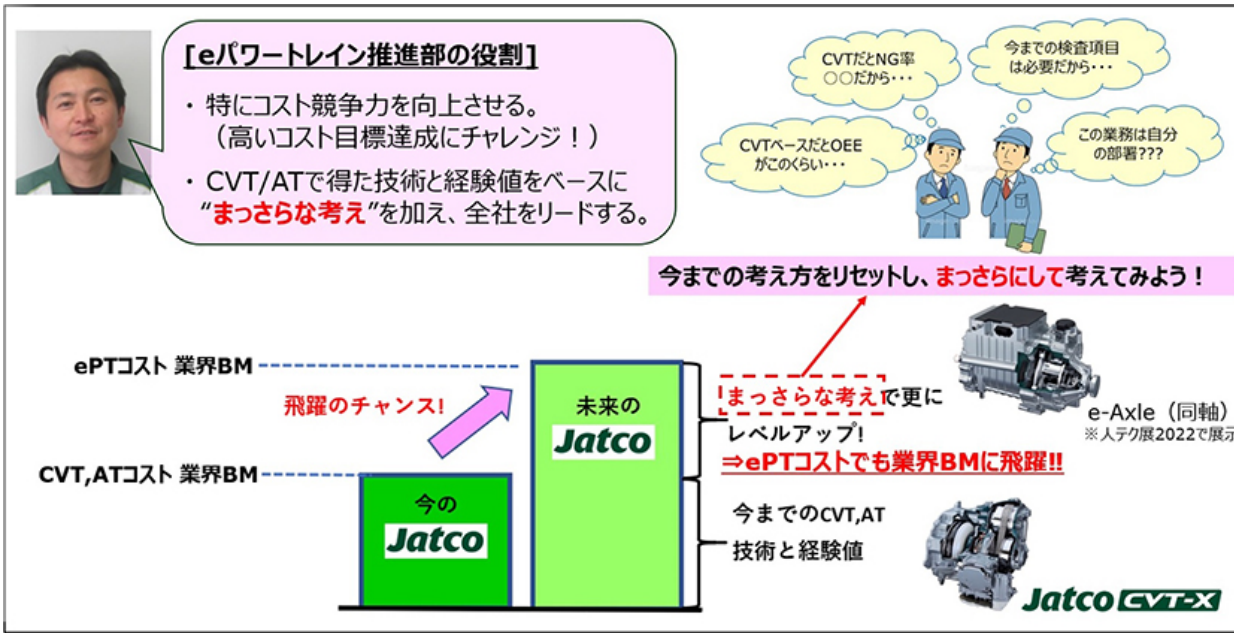 [eパワートレイン推進部の役割]
・ 特にコスト競争力を向上させる。
（高いコスト目標達成にチャレンジ！）
・ CVT/ATで得た技術と経験値をベースに
“まっさらな考え”を加え、全社をリードする。
CVTだとNG率
○○だから・・・
今までの検査項目
は必要だから・・・
CVTベースだとOEE
がこのくらい・・・
この業務は自分
の部署???
今までの考え方をリセットし、まっさらにして考えてみよう！
ePTコスト 業界BM
飛躍のチャンス!
CVT,ATコスト 業界BM
今の
Jatco
未来の
Jatco
まっさらな考えで更に
レベルアップ!
⇒ePTコストでも業界BMに飛躍!!
今までのCVT,AT
技術と経験値
e-Axle（同軸）
※人テク展2022で展示
Jatco CVT-X